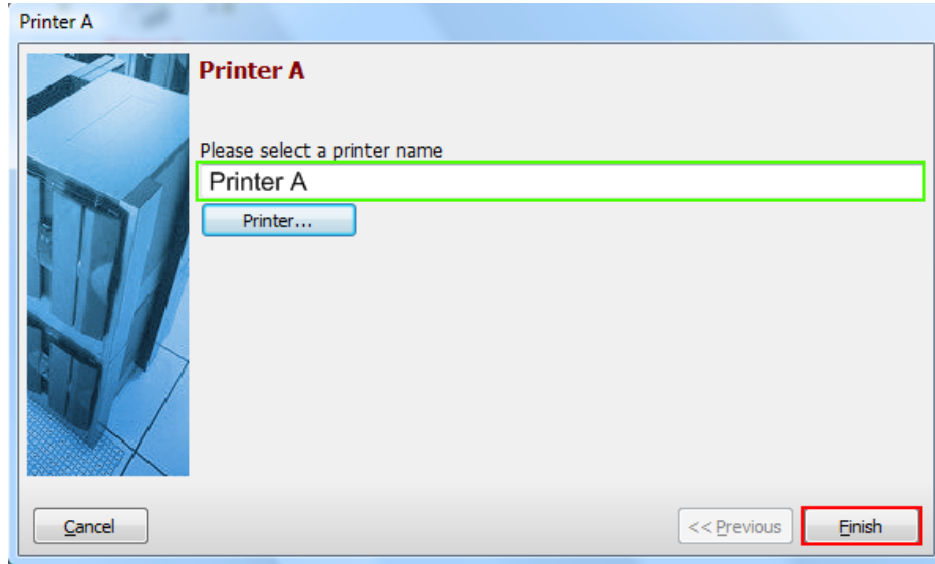 Printer A
Printer A
Please select a printer name
Printer A
Printer...
Cancel
<< Previous
Finish